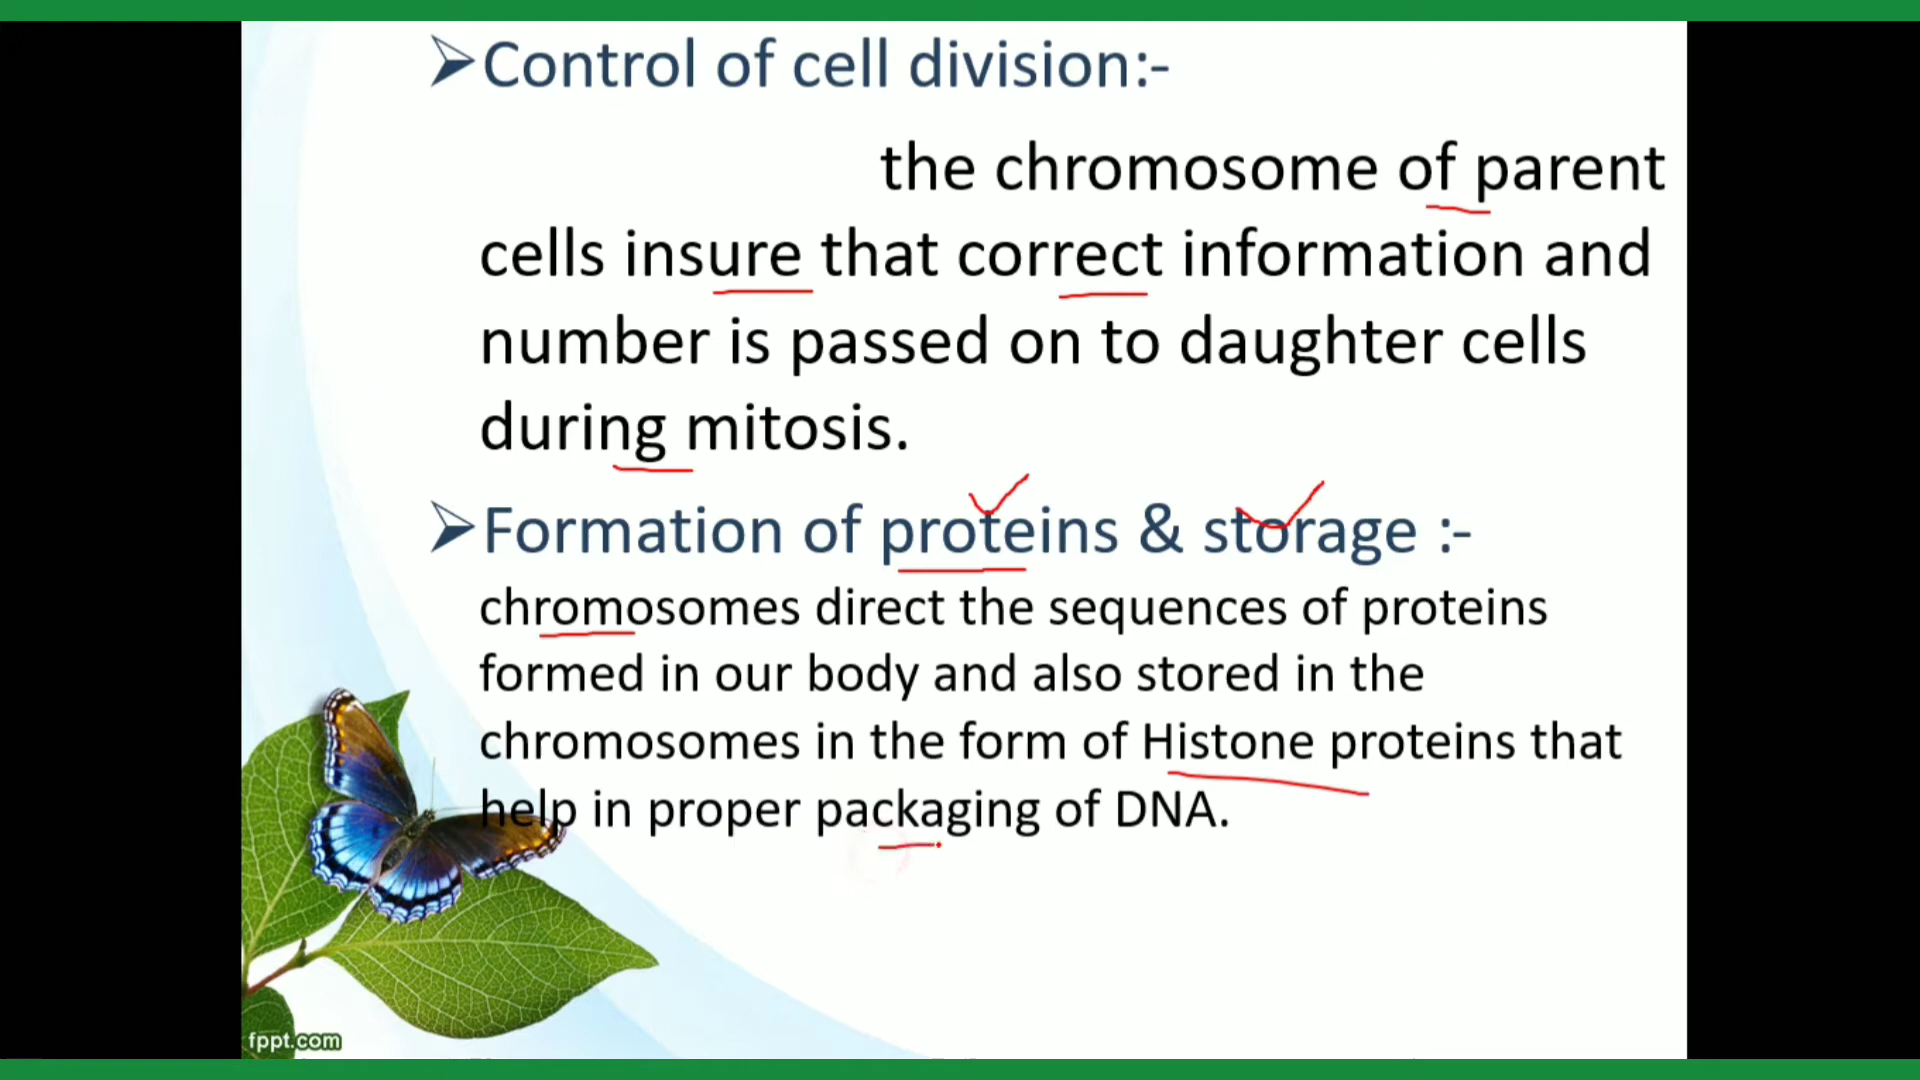 ➢Control of cell division:-
the chromosome of parent
cells insure that correct information and
number is passed on to daughter cells
during mitosis.
➢Formation of proteins & storage :-
chromosomes direct the sequences of proteins
formed in our body and also stored in the
chromosomes in the form of Histone proteins that
help in proper packaging of DNA.
fppt.com